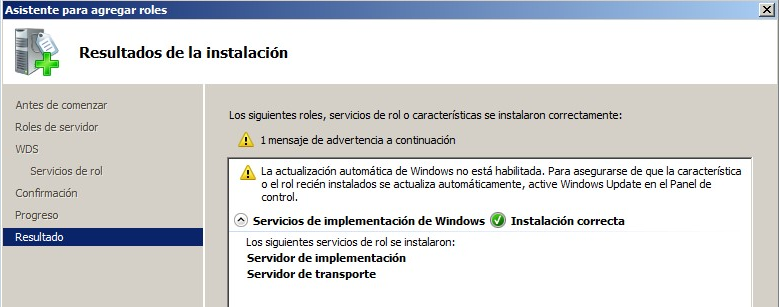 Asistente para agregar roles
Resultados de la instalación
Antes de comenzar
Roles de servidor
WDS
Servicios de rol
Confirmación
Progreso
Resultado
Los siguientes roles, servicios de rol o características se instalaron correctamente:
1 mensaje de advertencia a continuación
La actualización automática de Windows no está habilitada. Para asegurarse de que la característica
o el rol recién instalados se actualiza automáticamente, active Windows Update en el Panel de
control.
Servicios de implementación de Windows Instalación correcta
Los siguientes servicios de rol se instalaron:
Servidor de implementación
Servidor de transporte